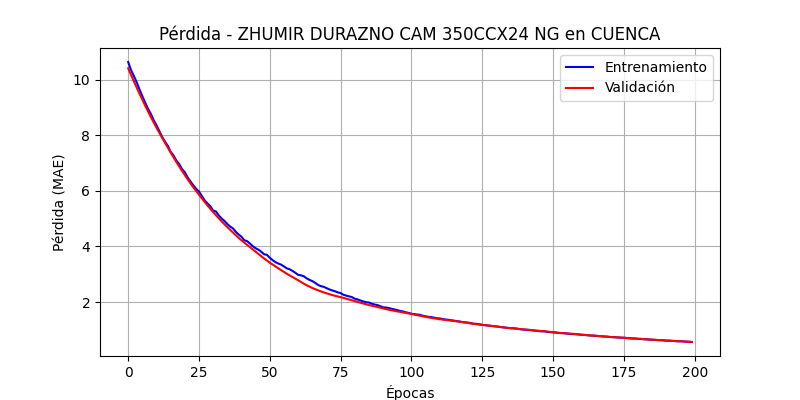 Pérdida - ZHUMIR DURAZNO CAM 350CCX24 NG en CUENCA
Entrenamiento
Validación
Pérdida (MAE)
10
8
6
4
2
0 25 50 75 100 125 150 175 200
Épocas